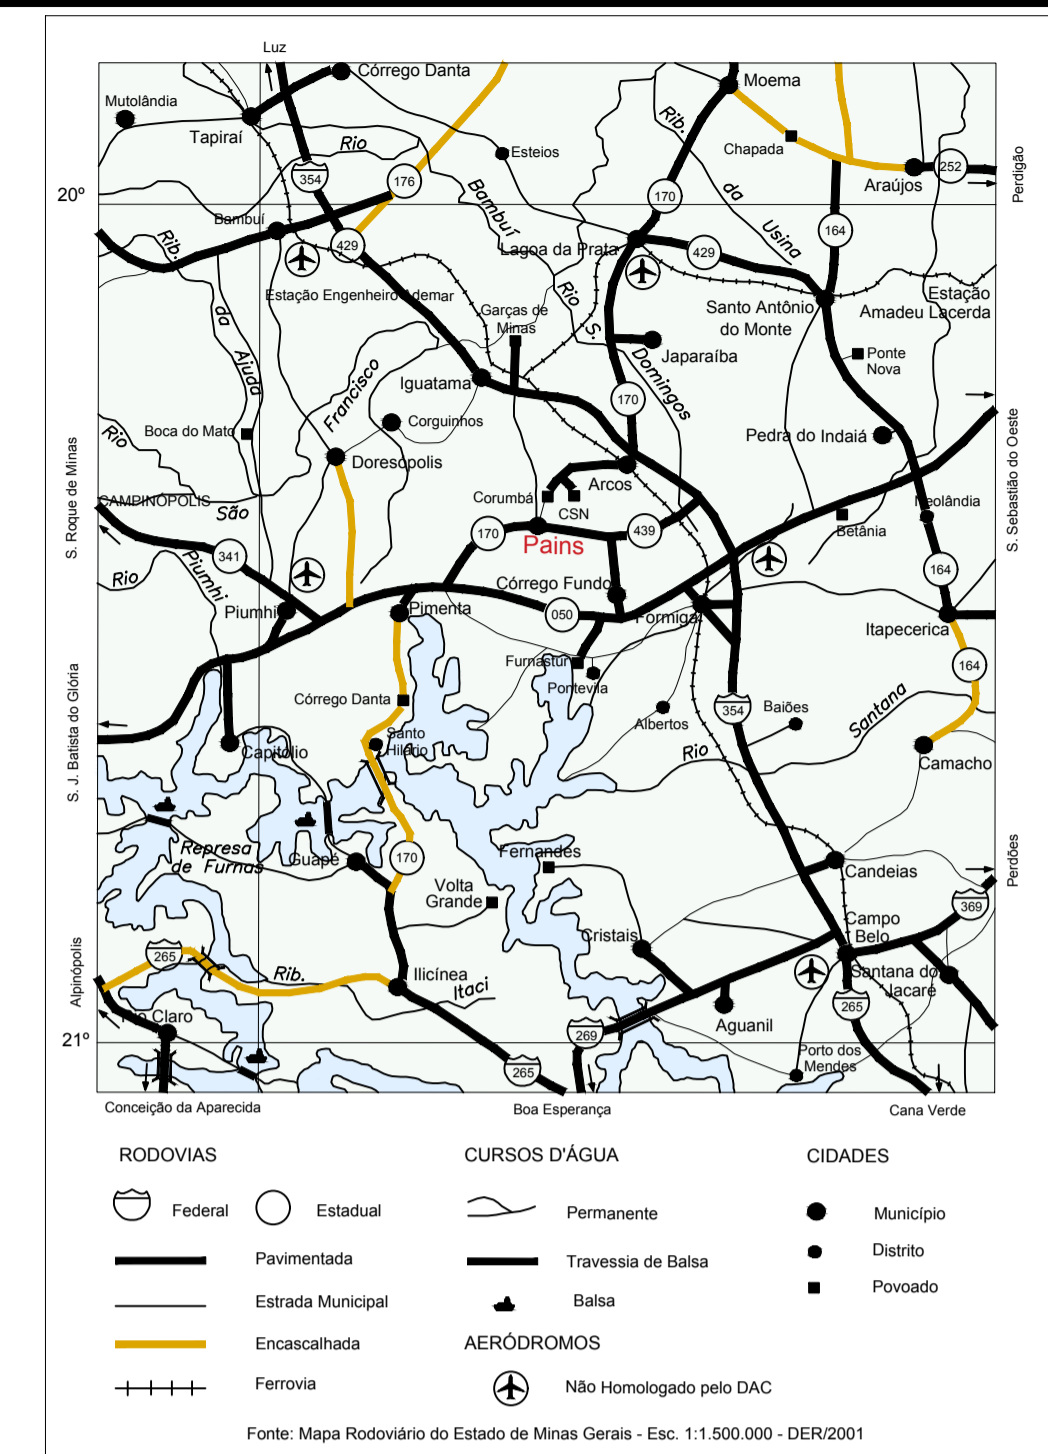 Luz
Córrego Danta
Moema
Mutolândia
Tapiraí
Rio
Esteios
Rib.
Chapada
Araújos
252
Perdigão
354
176
170
20º
Bambuí
Bambuí
da
Usina
164
Rib.
429
Lagoa da Prata
429
Estação Engenheiro Ademar
Rio
S.
Domingos
Estação
Amadeu Lacerda
Santo Antônio
do Monte
da
Ajuda
Garças de
Minas
Japaraíba
Ponte
Nova
Francisco
Iguatama
170
Corguinhos
Rio
Boca do Mato
Pedra do Indaiá
Doresópolis
Arcos
S. Roque de Minas
S. Sebastião do Oeste
CAMPINÓPOLIS
São
Corumbá
CSN
Neolândia
Betânia
170
439
Pains
341
Rio
Piumhi
Córrego Fundo
164
Piumhi
Pimenta
050
Formiga
Itapecerica
Furnastur
Pontevila
164
S. J. Batista do Glória
Córrego Danta
Albertos
354
Baiões
Santana
Santo
Hilário
Rio
Capitólio
Camacho
Represa
de Furnas
Guapé
170
Fernandes
Candeias
Perdões
Volta
Grande
369
Campo
Belo
Cristais
Alpinópolis
265
Rib.
Ilicínea
Itaci
Santana do
Jacaré
265
Rio Claro
Aguanil
269
21º
265
Porto dos
Mendes
Conceição da Aparecida
Boa Esperança
Cana Verde
RODOVIAS
CURSOS D'ÁGUA
CIDADES
Federal
Estadual
Permanente
Município
Pavimentada
Travessia de Balsa
Distrito
Estrada Municipal
Balsa
Povoado
Encascalhada
AERÓDROMOS
Ferrovia
Não Homologado pelo DAC
Fonte: Mapa Rodoviário do Estado de Minas Gerais - Esc. 1:1.500.000 - DER/2001